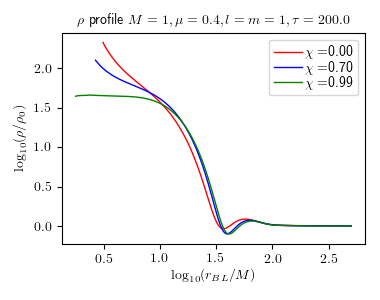 ρ profile M = 1, μ = 0.4, l = m = 1, τ = 200.0
χ =0.00
χ =0.70
χ =0.99
log₁₀(ρ/ρ₀)
2.0
1.5
1.0
0.5
0.0
0.5 1.0 1.5 2.0 2.5
log₁₀(r_BL/M)